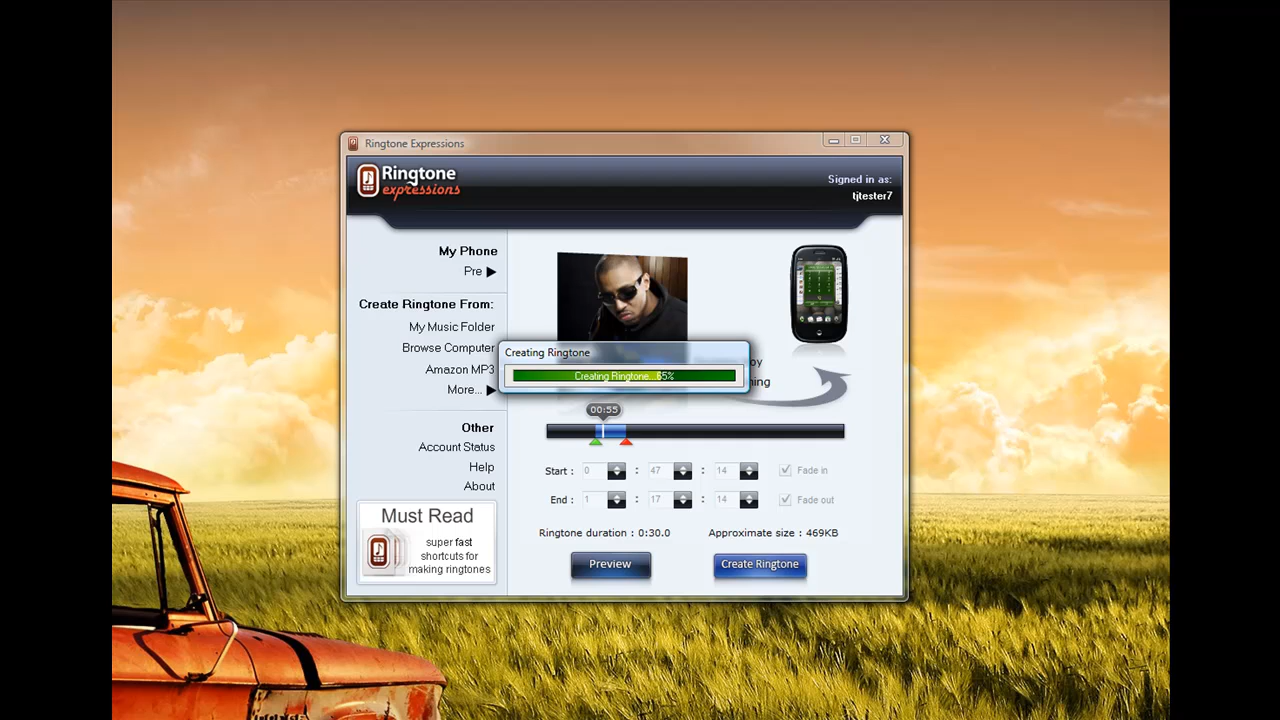 Ringtone Expressions
Ringtone
expressions
Signed in as:
tjtester7
My Phone
Pre
Create Ringtone From:
My Music Folder
Browse Computer
Amazon MP3
More...
Other
Account Status
Help
About
Must Read
super fast
shortcuts for
making ringtones
Creating Ringtone
Creating Ringtone...65%
00:55
Start : 0 : 47 : 14 Fade in
End : 1 : 17 : 14 Fade out
Ringtone duration : 0:30.0 Approximate size : 469KB
Preview Create Ringtone